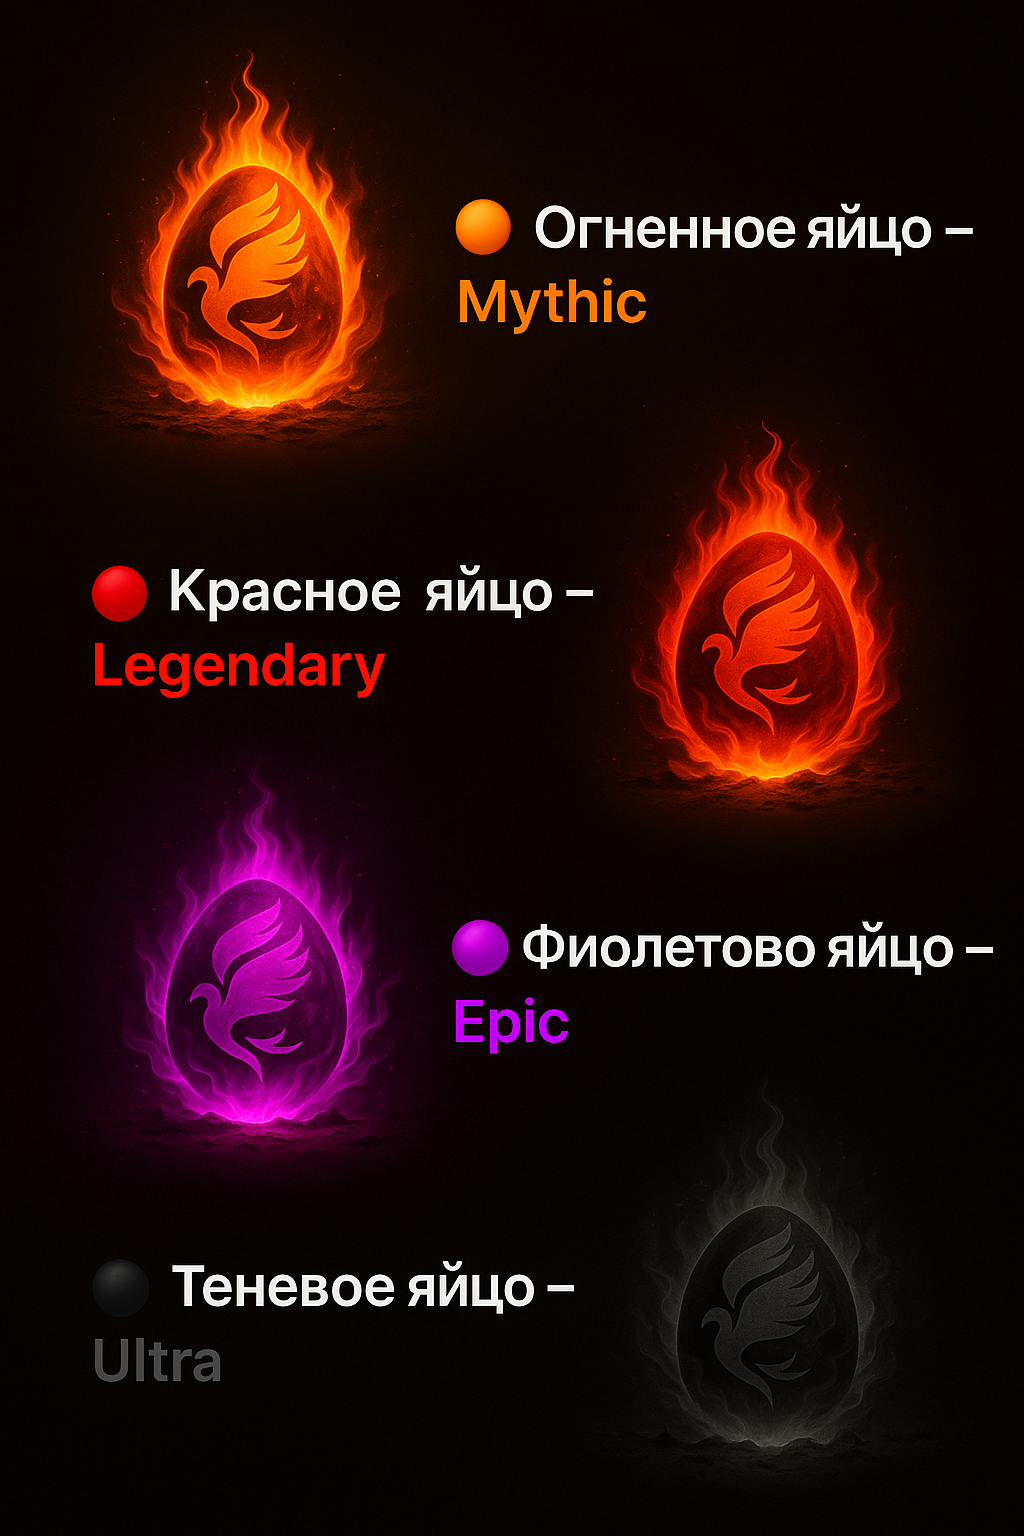 Огненное яйцо –
Mythic
Красное яйцо –
Legendary
Фиолетово яйцо –
Epic
Теневое яйцо –
Ultra